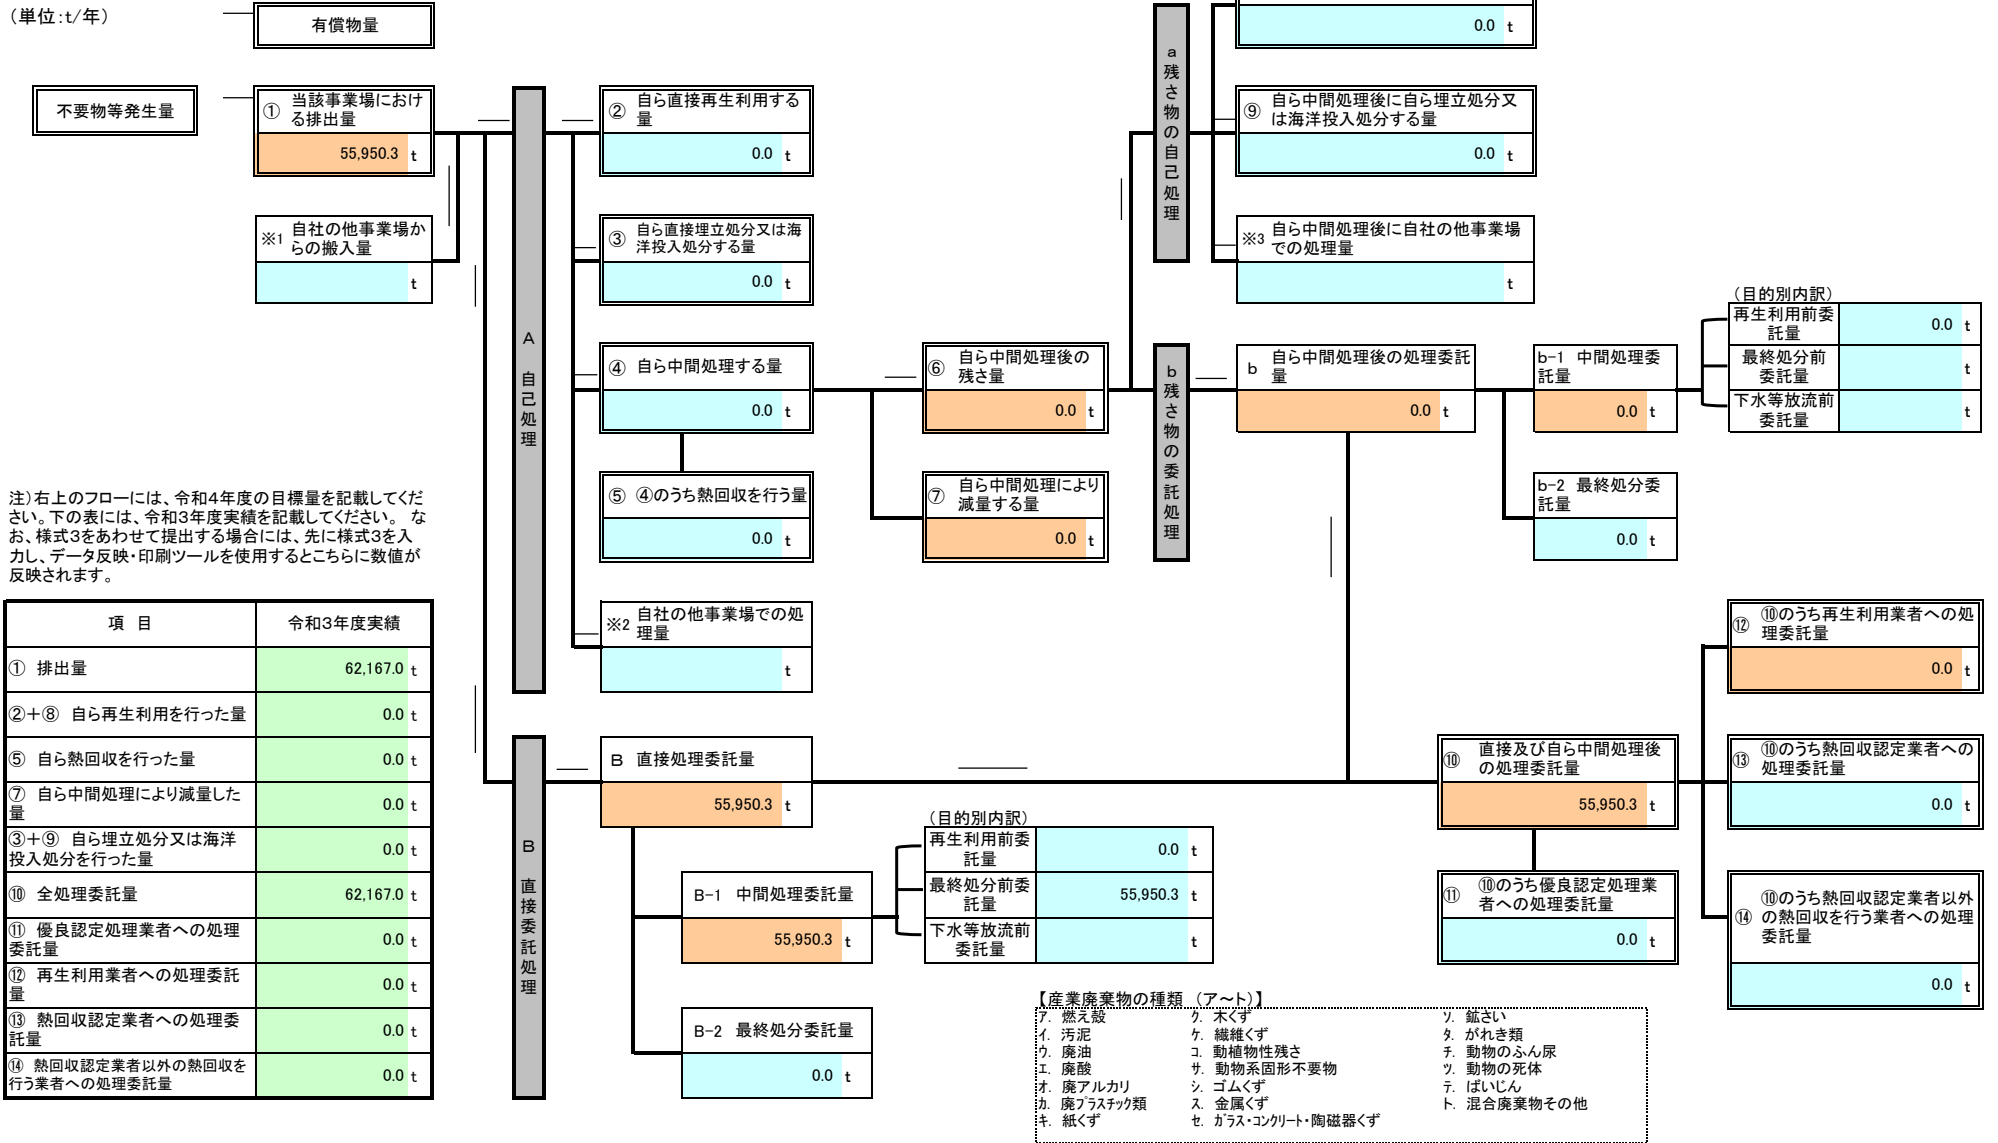 （単位：t/年）
有償物量
不要物等発生量
① 当該事業場におけ
る排出量
55,950.3 t
※1 自社の他事業場か
らの搬入量
t
A 自己処理
② 自ら直接再生利用する
量
0.0 t
③ 自ら直接埋立処分又は海
洋投入処分する量
0.0 t
④ 自ら中間処理する量
0.0 t
⑤ ④のうち熱回収を行う量
0.0 t
※2 自社の他事業場での処
理量
t
⑥ 自ら中間処理後の
残さ量
0.0 t
⑦ 自ら中間処理により
減量する量
0.0 t
a 残さ物の自己処理
0.0 t
⑨ 自ら中間処理後に自ら埋立処分又
は海洋投入処分する量
0.0 t
※3 自ら中間処理後に自社の他事業場
での処理量
t
b 残さ物の委託処理
b 自ら中間処理後の処理委託
量
0.0 t
b-1 中間処理委
託量
0.0 t
b-2 最終処分委
託量
0.0 t
（目的別内訳）
再生利用前委
託量
0.0 t
最終処分前
委託量
t
下水等放流前
委託量
t
注）右上のフローには、令和4年度の目標量を記載してくだ
さい。下の表には、令和3年度実績を記載してください。 な
お、様式3をあわせて提出する場合には、先に様式3を入
力し、データ反映・印刷ツールを使用するとこちらに数値が
反映されます。
項 目 令和3年度実績
① 排出量 62,167.0 t
②＋⑧ 自ら再生利用を行った量 0.0 t
⑤ 自ら熱回収を行った量 0.0 t
⑦ 自ら中間処理により減量した
量 0.0 t
③＋⑨ 自ら埋立処分又は海洋
投入処分を行った量 0.0 t
⑩ 全処理委託量 62,167.0 t
⑪ 優良認定処理業者への処理
委託量 0.0 t
⑫ 再生利用業者への処理委託
量 0.0 t
⑬ 熱回収認定業者への処理委
託量 0.0 t
⑭ 熱回収認定業者以外の熱回収を
行う業者への処理委託量 0.0 t
B 直接委託処理
B 直接処理委託量
55,950.3 t
B-1 中間処理委託量
55,950.3 t
B-2 最終処分委託量
0.0 t
（目的別内訳）
再生利用前委
託量
0.0 t
最終処分前委
託量
55,950.3 t
下水等放流前
委託量
t
⑩ 直接及び自ら中間処理後
の処理委託量
55,950.3 t
⑪ ⑩のうち優良認定処理業
者への処理委託量
0.0 t
⑫ ⑩のうち再生利用業者への処
理委託量
0.0 t
⑬ ⑩のうち熱回収認定業者への
処理委託量
0.0 t
⑭ ⑩のうち熱回収認定業者以外
の熱回収を行う業者への処理
委託量
0.0 t
【産業廃棄物の種類 （ア～ト）】
ア. 燃え殻 ク. 木くず ソ. 鉱さい
イ. 汚泥 ケ. 繊維くず タ. がれき類
ウ. 廃油 コ. 動植物性残さ チ. 動物のふん尿
エ. 廃酸 サ. 動物系固形不要物 ツ. 動物の死体
オ. 廃アルカリ シ. ゴムくず テ. ばいじん
カ. 廃プラスチック類 ス. 金属くず ト. 混合廃棄物その他
キ. 紙くず セ. ガラス・コンクリート・陶磁器くず